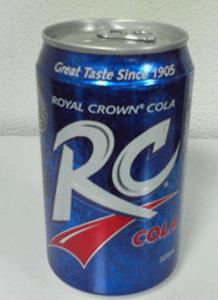 Great Taste Since 1905
ROYAL CROWN® COLA
RC®
COLA